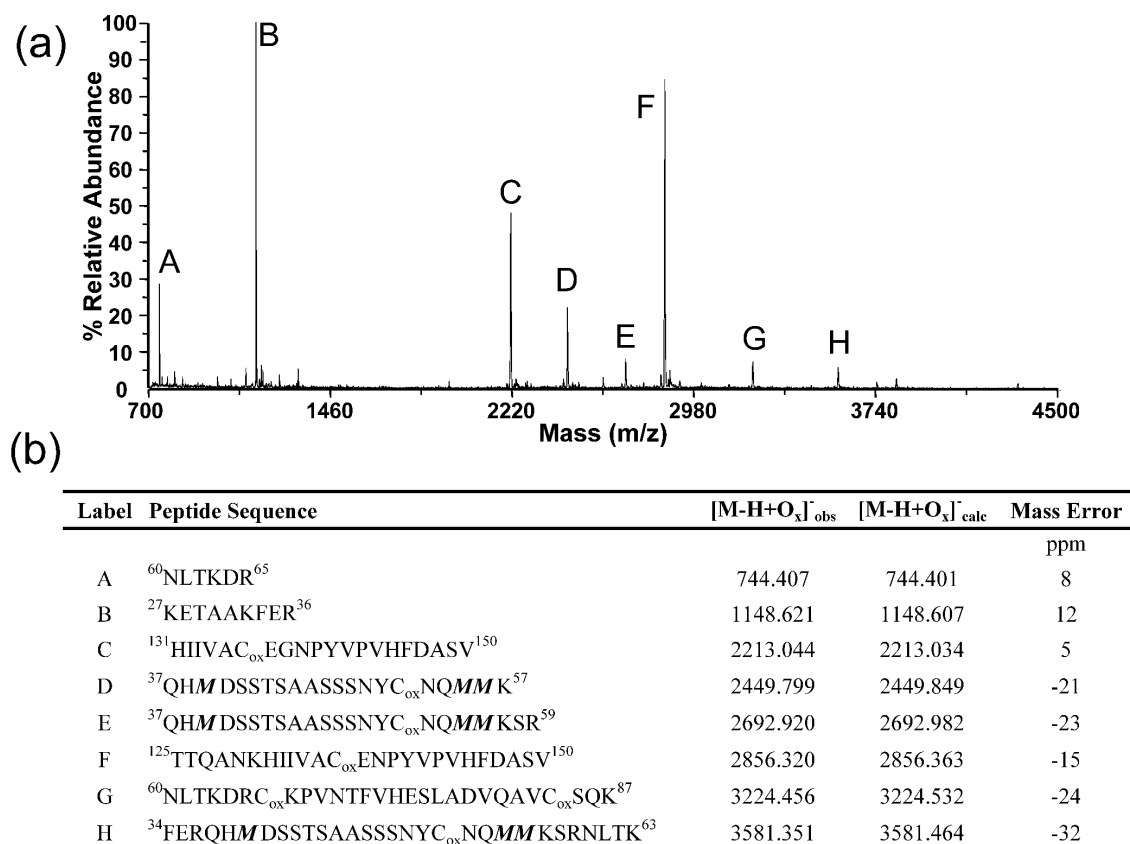 (a)
% Relative Abundance
100
90
80
70
60
50
40
30
20
10
0
A
B
C
D
E
F
G
H
700 1460 2220 2980 3740 4500
Mass (m/z)
(b)
Label Peptide Sequence [M-H+Oₓ]⁻obs [M-H+Oₓ]⁻calc Mass Error
ppm
A ⁶⁰NLTKDR⁶⁵ 744.407 744.401 8
B ²⁷KETAAKFER³⁶ 1148.621 1148.607 12
C ¹³¹HIIVACoxEGNPYVPVHFDASV¹⁵⁰ 2213.044 2213.034 5
D ³⁷QHMDSSTSAASSSNYCoxNQMMK⁵⁷ 2449.799 2449.849 -21
E ³⁷QHMDSSTSAASSSNYCoxNQMMKSR⁵⁹ 2692.920 2692.982 -23
F ¹²⁵TTQANKHIIVACoxENPYVPVHFDASV¹⁵⁰ 2856.320 2856.363 -15
G ⁶⁰NLTKDRCoxKPVNTFVHESLADVQAVCoxSQK⁸⁷ 3224.456 3224.532 -24
H ³⁴FERQHMDSSTSAASSSNYCoxNQMMKSRNLTK⁶³ 3581.351 3581.464 -32